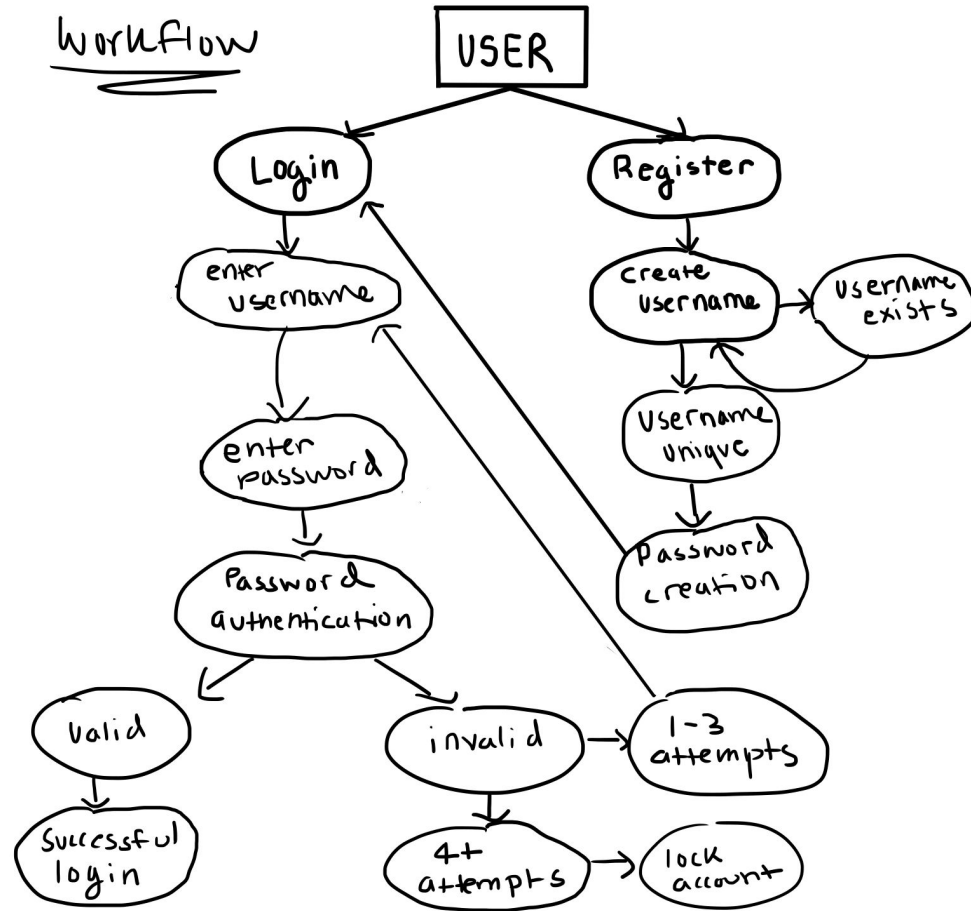 Workflow
USER
Login
Register
enter
username
create
username
username
exists
enter
password
Username
unique
Password
authentication
Password
creation
Valid
invalid
1-3
attempts
Successful
login
4+
attempts
lock
account